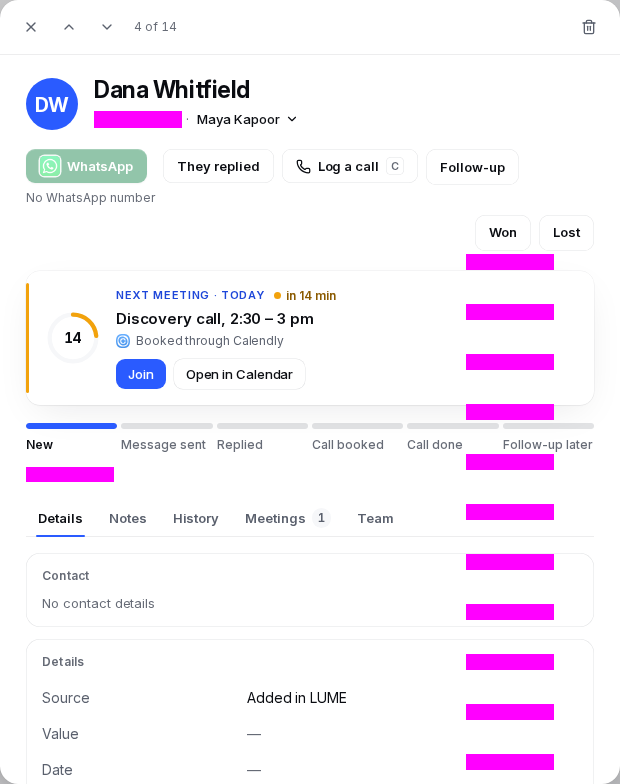 4 of 14
DW
Dana Whitfield
· Maya Kapoor
WhatsApp They replied Log a call C Follow-up
No WhatsApp number
Won Lost
NEXT MEETING · TODAY in 14 min
14
Discovery call, 2:30 – 3 pm
Booked through Calendly
Join Open in Calendar
New Message sent Replied Call booked Call done Follow-up later
Details Notes History Meetings 1 Team
Contact
No contact details
Details
Source Added in LUME
Value —
Date —